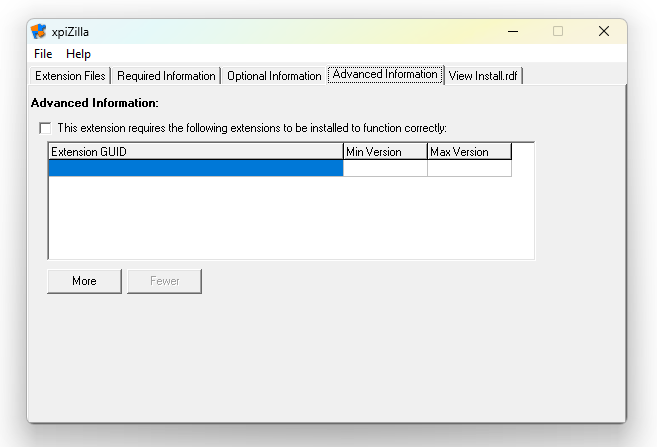 xpiZilla
File Help
Extension Files Required Information Optional Information Advanced Information View Install.rdf
Advanced Information:
This extension requires the following extensions to be installed to function correctly:
Extension GUID Min Version Max Version
More Fewer